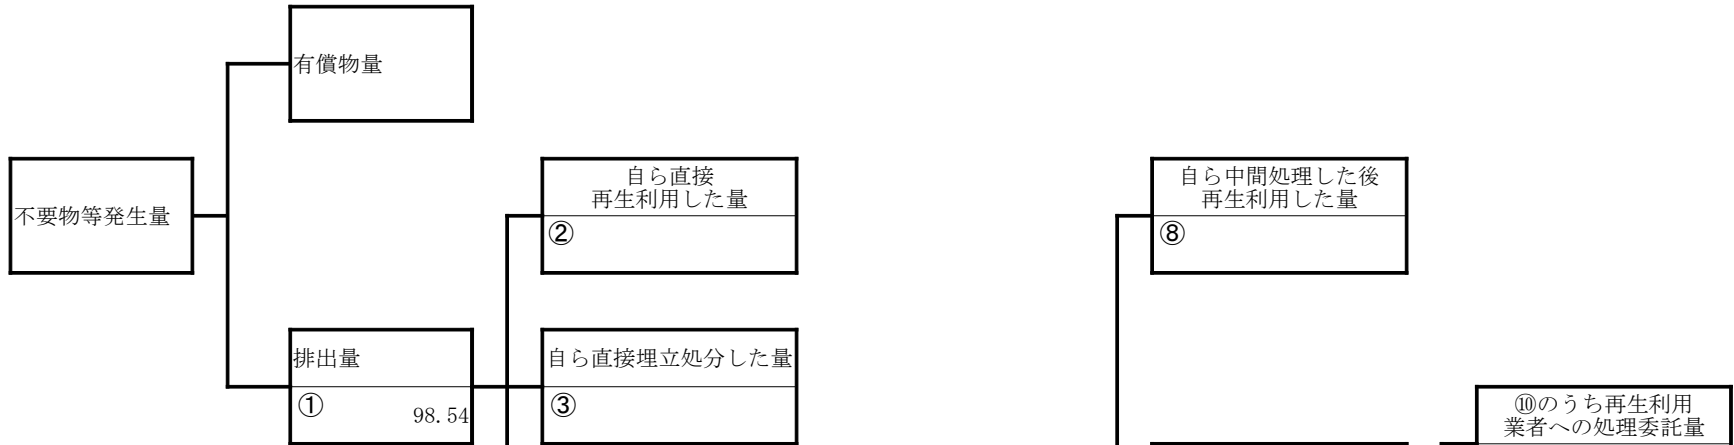 有償物量
不要物等発生量
自ら直接
再生利用した量
②
自ら中間処理した後
再生利用した量
⑧
排出量
①
98.54
自ら直接埋立処分した量
③
⑩のうち再生利用
業者への処理委託量